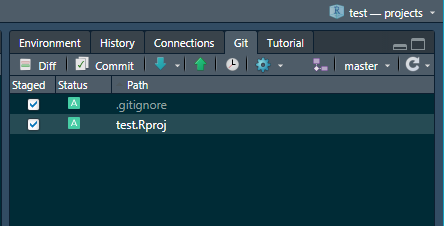 test — projects
Environment History Connections Git Tutorial
Diff Commit master
Staged Status Path
A .gitignore
A test.Rproj